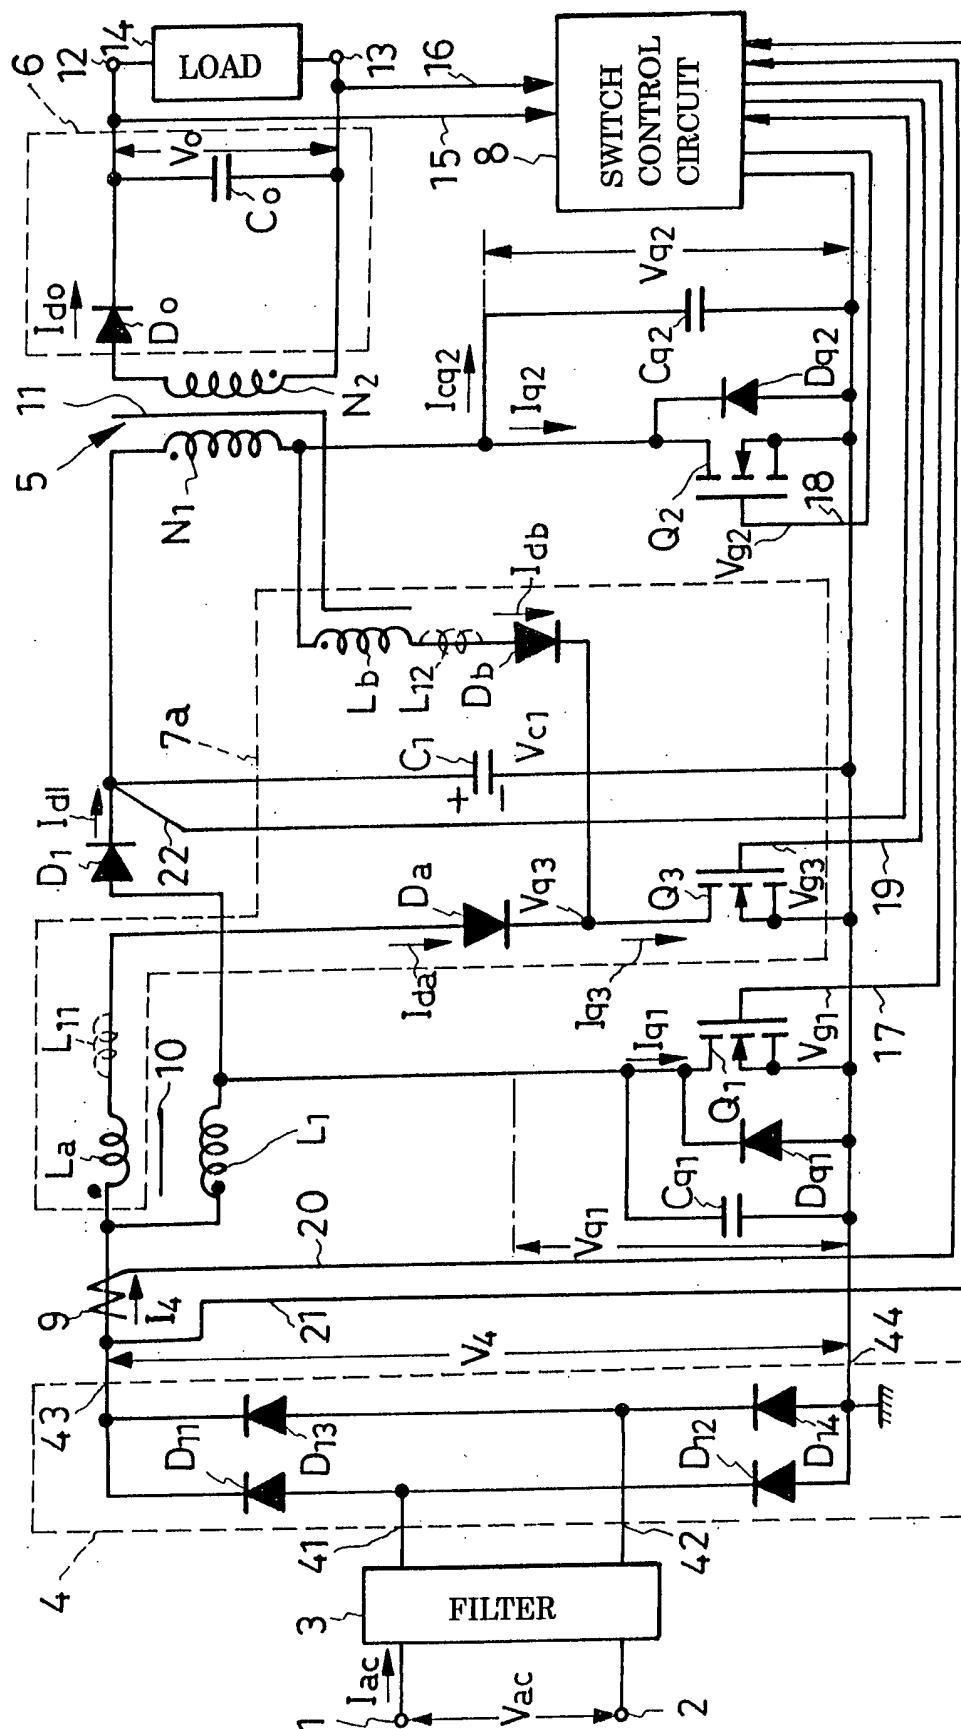 1
Iac
Vac
2
3
FILTER
41
42
4
43
D11
D13
D12
D14
44
V4
9
I4
21
20
La
L11
10
L1
Vq1
Cq1
Dq1
Q1
Iq1
Vg1
17
Ida
Da
Vq3
Iq3
Q3
Vg3
19
D1
Id1
22
7a
C1
+
−
Vc1
Lb
L12
Db
Idb
5
11
N1
N2
Icq2
Iq2
Q2
Vg2
18
Dq2
Cq2
Vq2
Ido
Do
Co
Vo
6
12
14
LOAD
13
15
16
8
SWITCH
CONTROL
CIRCUIT